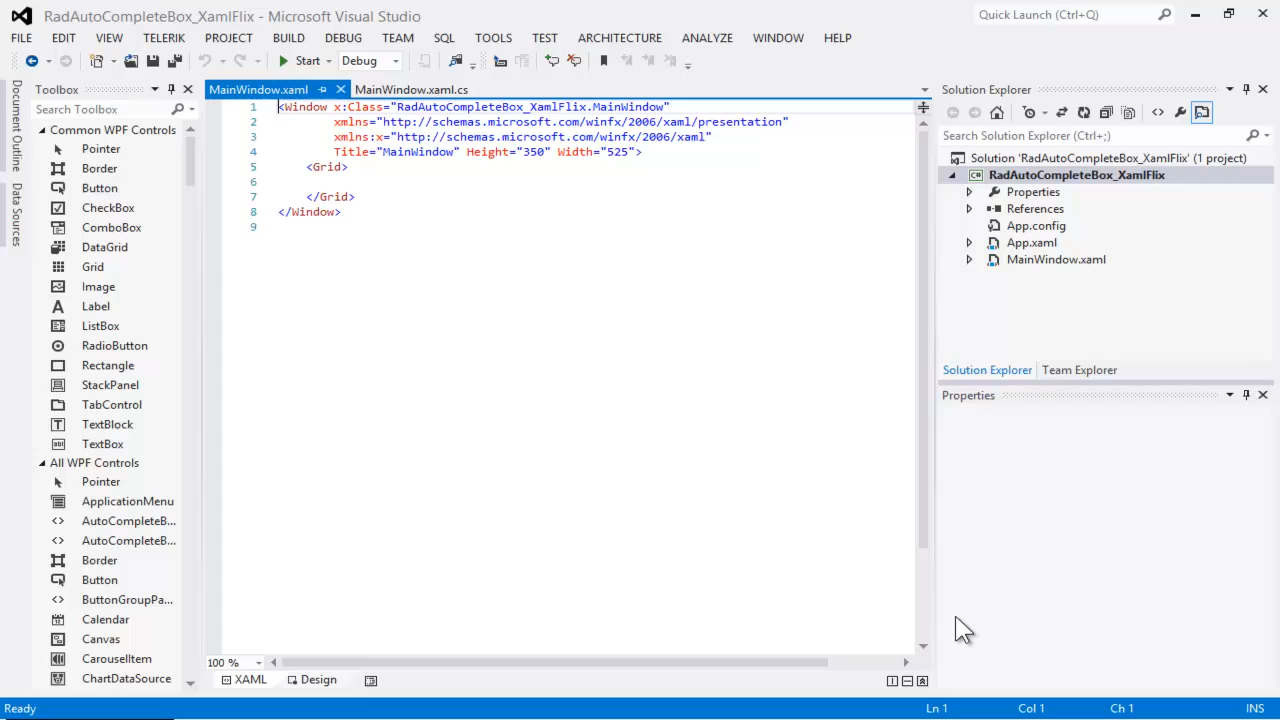 RadAutoCompleteBox_XamlFlix - Microsoft Visual Studio
Quick Launch (Ctrl+Q)
FILE EDIT VIEW TELERIK PROJECT BUILD DEBUG TEAM SQL TOOLS TEST ARCHITECTURE ANALYZE WINDOW HELP
Start Debug
Document Outline
Data Sources
Toolbox
Search Toolbox
Common WPF Controls
Pointer
Border
Button
CheckBox
ComboBox
DataGrid
Grid
Image
Label
ListBox
RadioButton
Rectangle
StackPanel
TabControl
TextBlock
TextBox
All WPF Controls
Pointer
ApplicationMenu
AutoCompleteB...
AutoCompleteB...
Border
Button
ButtonGroupPa...
Calendar
Canvas
CarouselItem
ChartDataSource
MainWindow.xaml MainWindow.xaml.cs
1 <Window x:Class="RadAutoCompleteBox_XamlFlix.MainWindow"
2 xmlns="http://schemas.microsoft.com/winfx/2006/xaml/presentation"
3 xmlns:x="http://schemas.microsoft.com/winfx/2006/xaml"
4 Title="MainWindow" Height="350" Width="525">
5 <Grid>
6
7 </Grid>
8 </Window>
9
100 %
XAML Design
Solution Explorer
Search Solution Explorer (Ctrl+;)
Solution 'RadAutoCompleteBox_XamlFlix' (1 project)
RadAutoCompleteBox_XamlFlix
Properties
References
App.config
App.xaml
MainWindow.xaml
Solution Explorer Team Explorer
Properties
Ready Ln 1 Col 1 Ch 1 INS